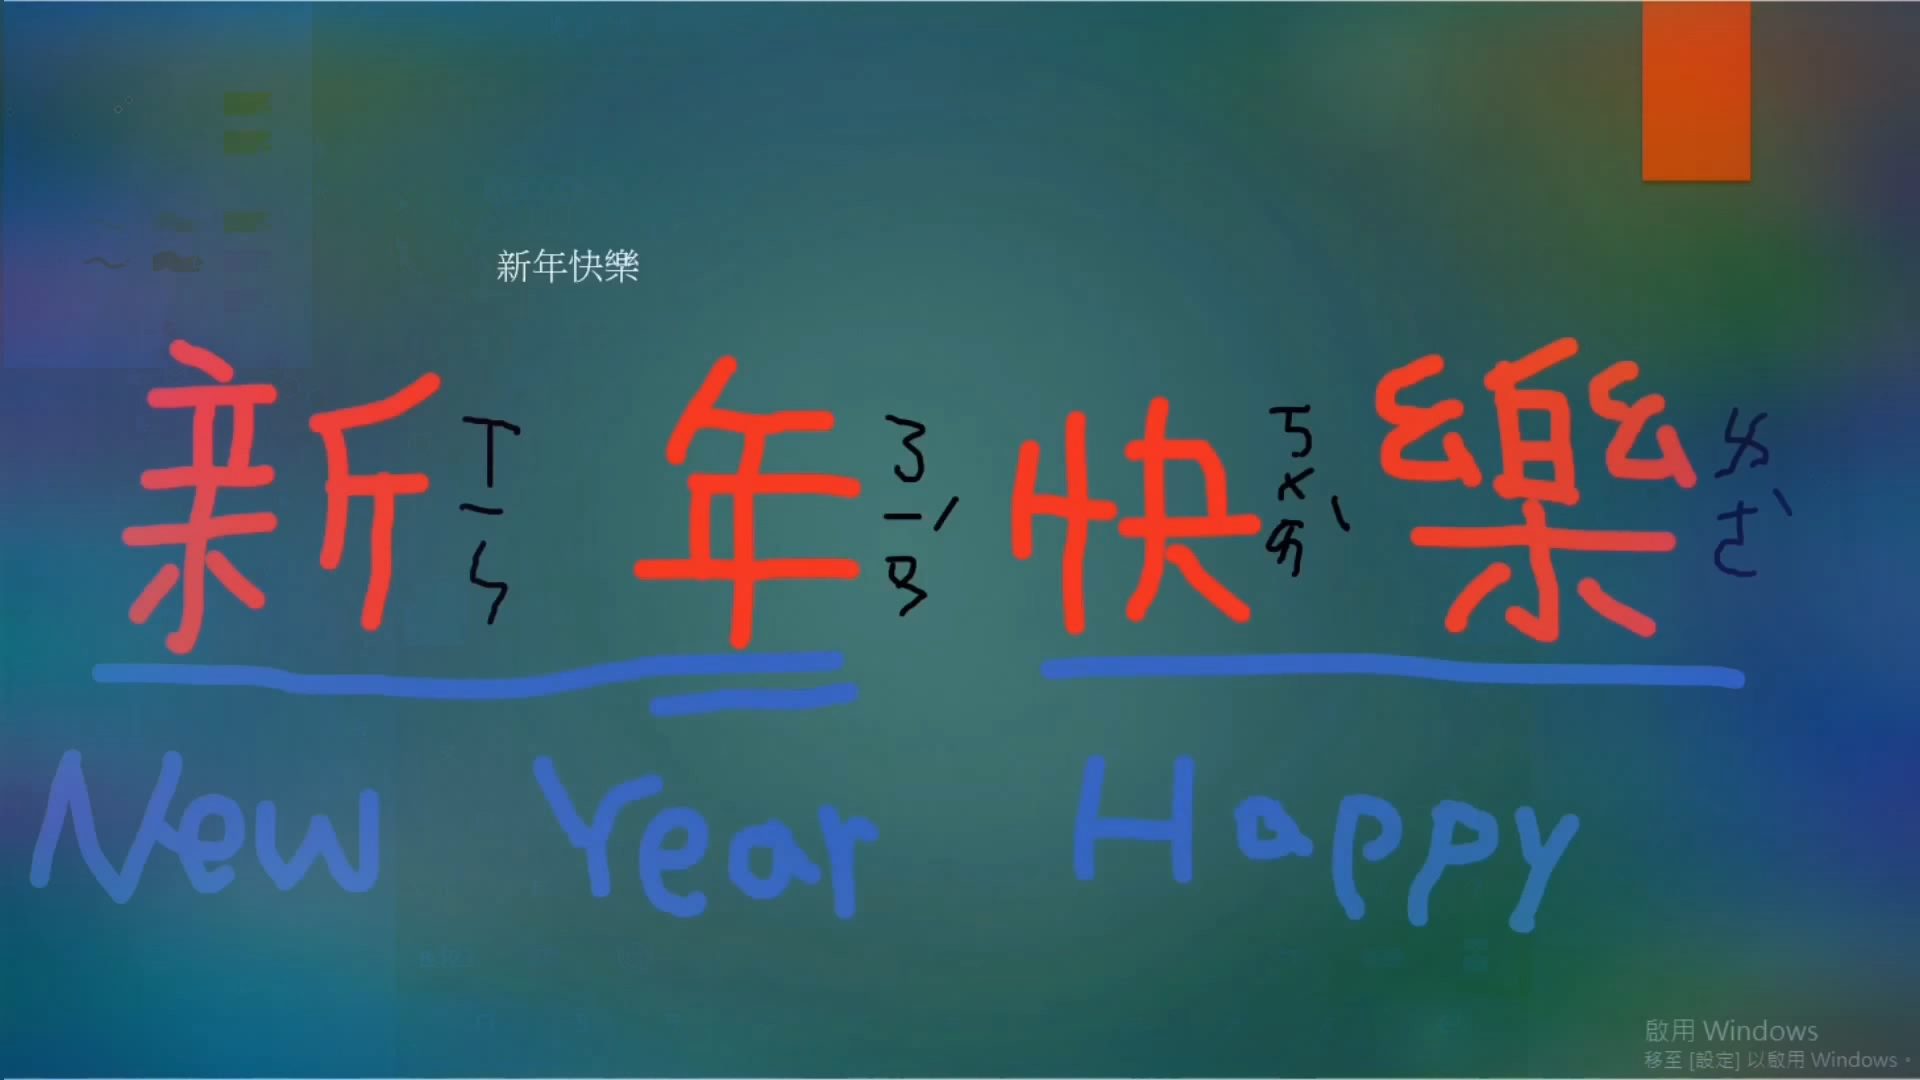 新年快樂
新ㄒㄧㄣ 年ㄋㄧㄢˊ 快ㄎㄨㄞˋ 樂ㄌㄜˋ
New Year Happy
啟用 Windows
移至 [設定] 以啟用 Windows。